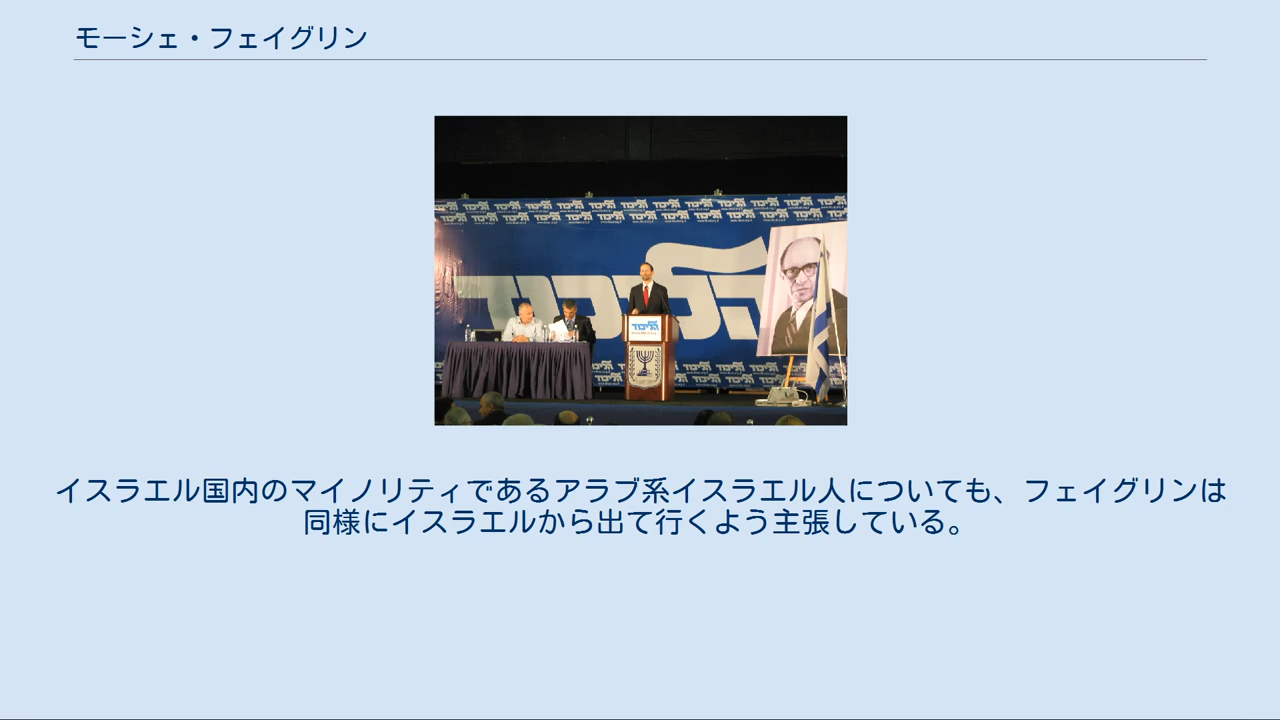 モーシェ・フェイグリン
הליכוד
הליכוד
イスラエル国内のマイノリティであるアラブ系イスラエル人についても、フェイグリンは
同様にイスラエルから出て行くよう主張している。